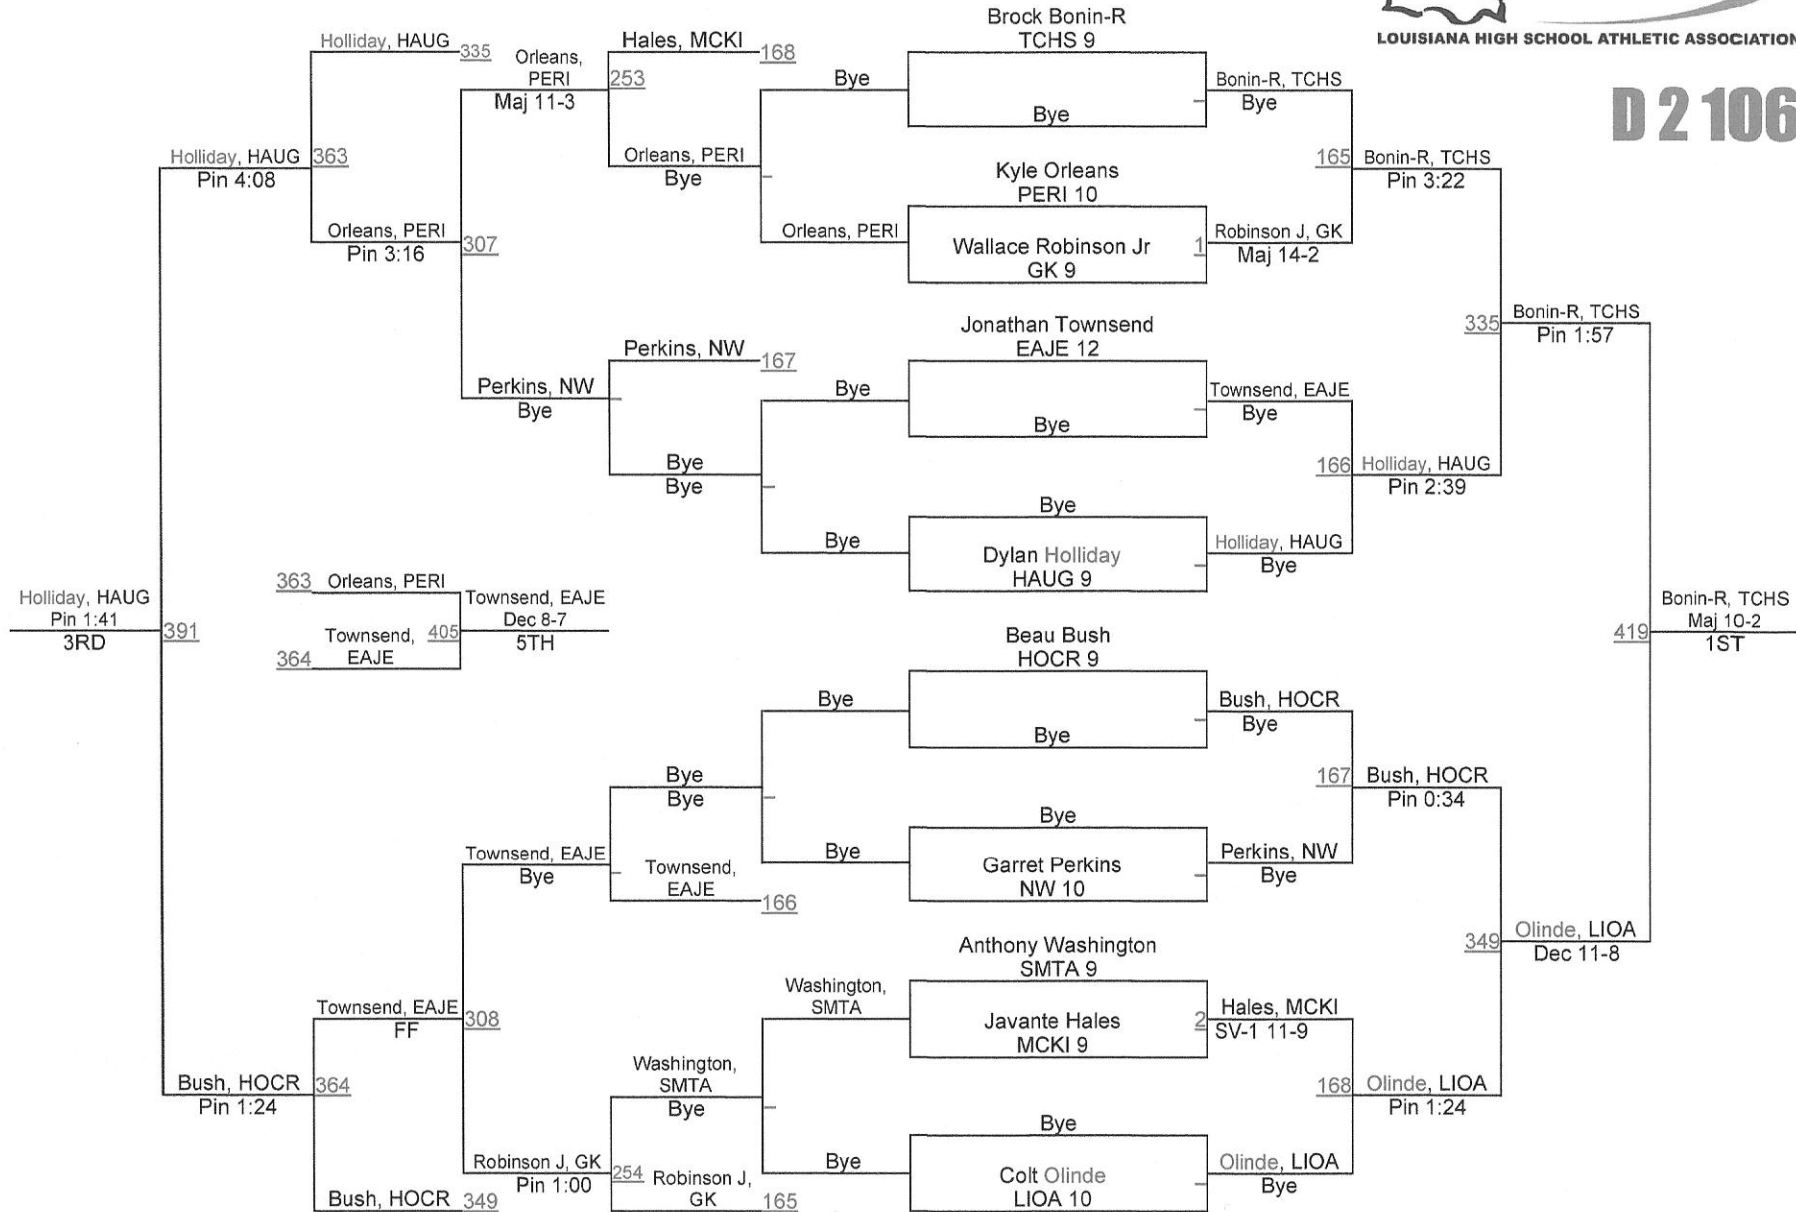 LOUISIANA HIGH SCHOOL ATHLETIC ASSOCIATION
D 2 106
Holliday, HAUG
335
Holliday, HAUG
Pin 4:08
363
Orleans, PERI
Pin 3:16
307
Orleans,
PERI
Maj 11-3
253
Hales, MCKI
168
Orleans, PERI
Bye
Perkins, NW
Bye
Perkins, NW
167
Bye
Bye
Bye
Orleans, PERI
Bye
Bye
Brock Bonin-R
TCHS 9
Bye
Kyle Orleans
PERI 10
Wallace Robinson Jr
GK 9
1
Jonathan Townsend
EAJE 12
Bye
Bye
Dylan Holliday
HAUG 9
Bonin-R, TCHS
Bye
165
Robinson J, GK
Maj 14-2
Bonin-R, TCHS
Pin 3:22
Townsend, EAJE
Bye
166
Holliday, HAUG
Bye
Holliday, HAUG
Pin 2:39
335
Bonin-R, TCHS
Pin 1:57
Holliday, HAUG
Pin 1:41
3RD
391
363
Orleans, PERI
Townsend,
EAJE
364
405
Townsend, EAJE
Dec 8-7
5TH
419
Bonin-R, TCHS
Maj 10-2
1ST
Beau Bush
HOCR 9
Bye
Bye
Garret Perkins
NW 10
Anthony Washington
SMTA 9
Javante Hales
MCKI 9
2
Bye
Colt Olinde
LIOA 10
Bye
Bye
Bye
Bye
Townsend, EAJE
Bye
Townsend,
EAJE
166
Washington,
SMTA
Bye
Townsend, EAJE
FF
308
Washington,
SMTA
Bye
Bush, HOCR
Pin 1:24
364
Robinson J, GK
Pin 1:00
254
Robinson J,
GK
165
Bush, HOCR
349
Bush, HOCR
Bye
167
Perkins, NW
Bye
Bush, HOCR
Pin 0:34
Hales, MCKI
SV-1 11-9
168
Olinde, LIOA
Bye
Olinde, LIOA
Pin 1:24
349
Olinde, LIOA
Dec 11-8